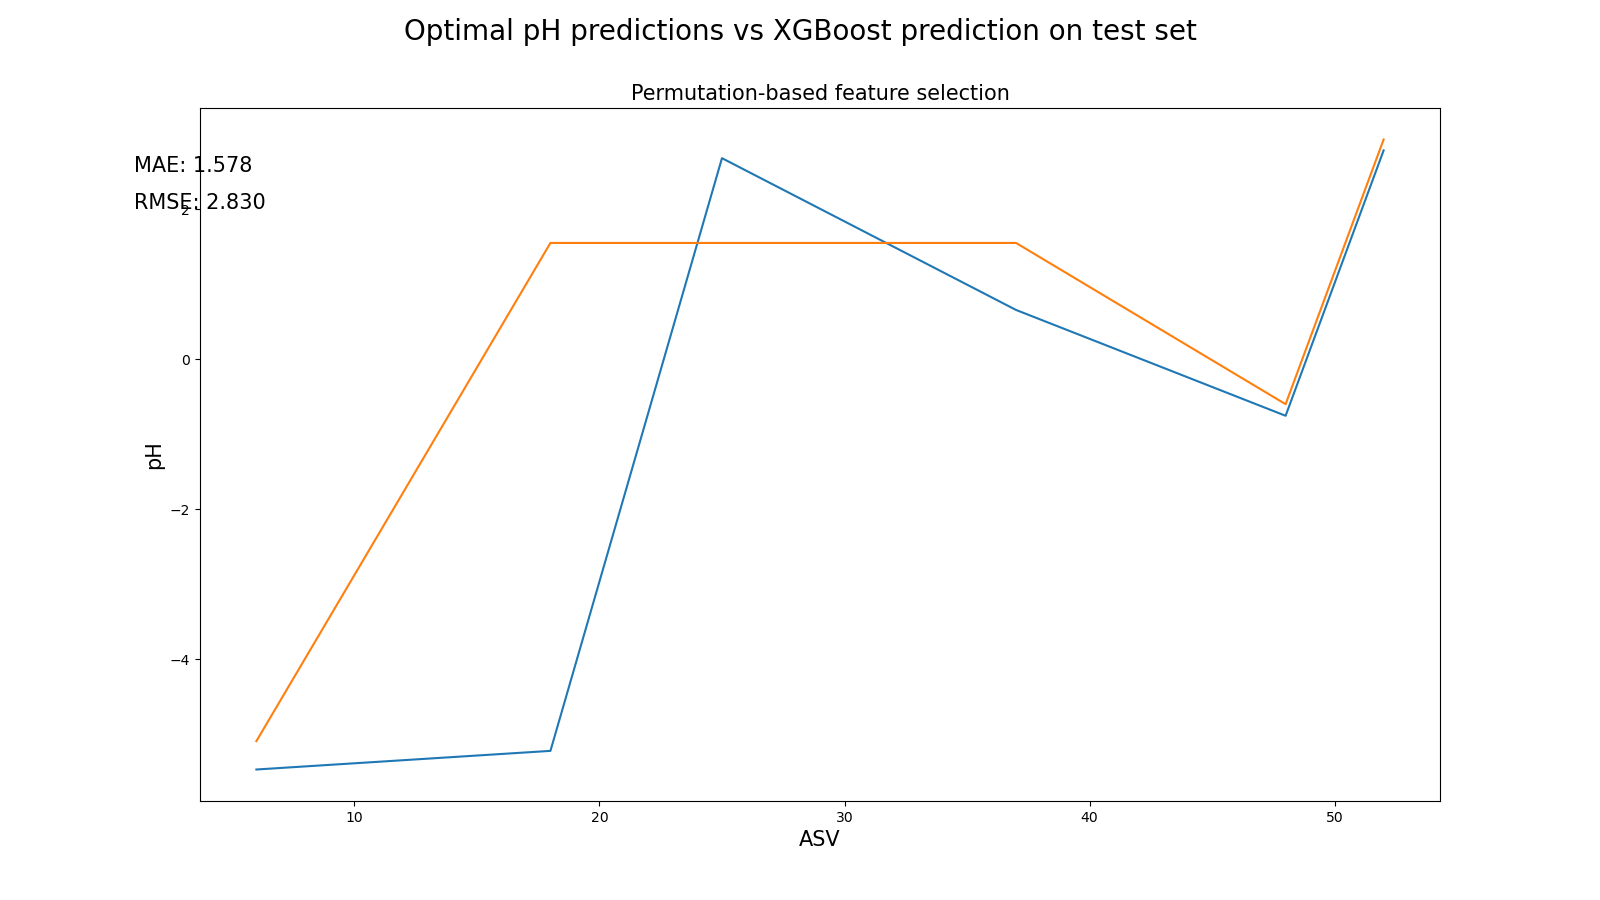 Optimal pH predictions vs XGBoost prediction on test set
Permutation-based feature selection
MAE: 1.578
RMSE: 2.830
2
0
−2
−4
pH
10 20 30 40 50
ASV